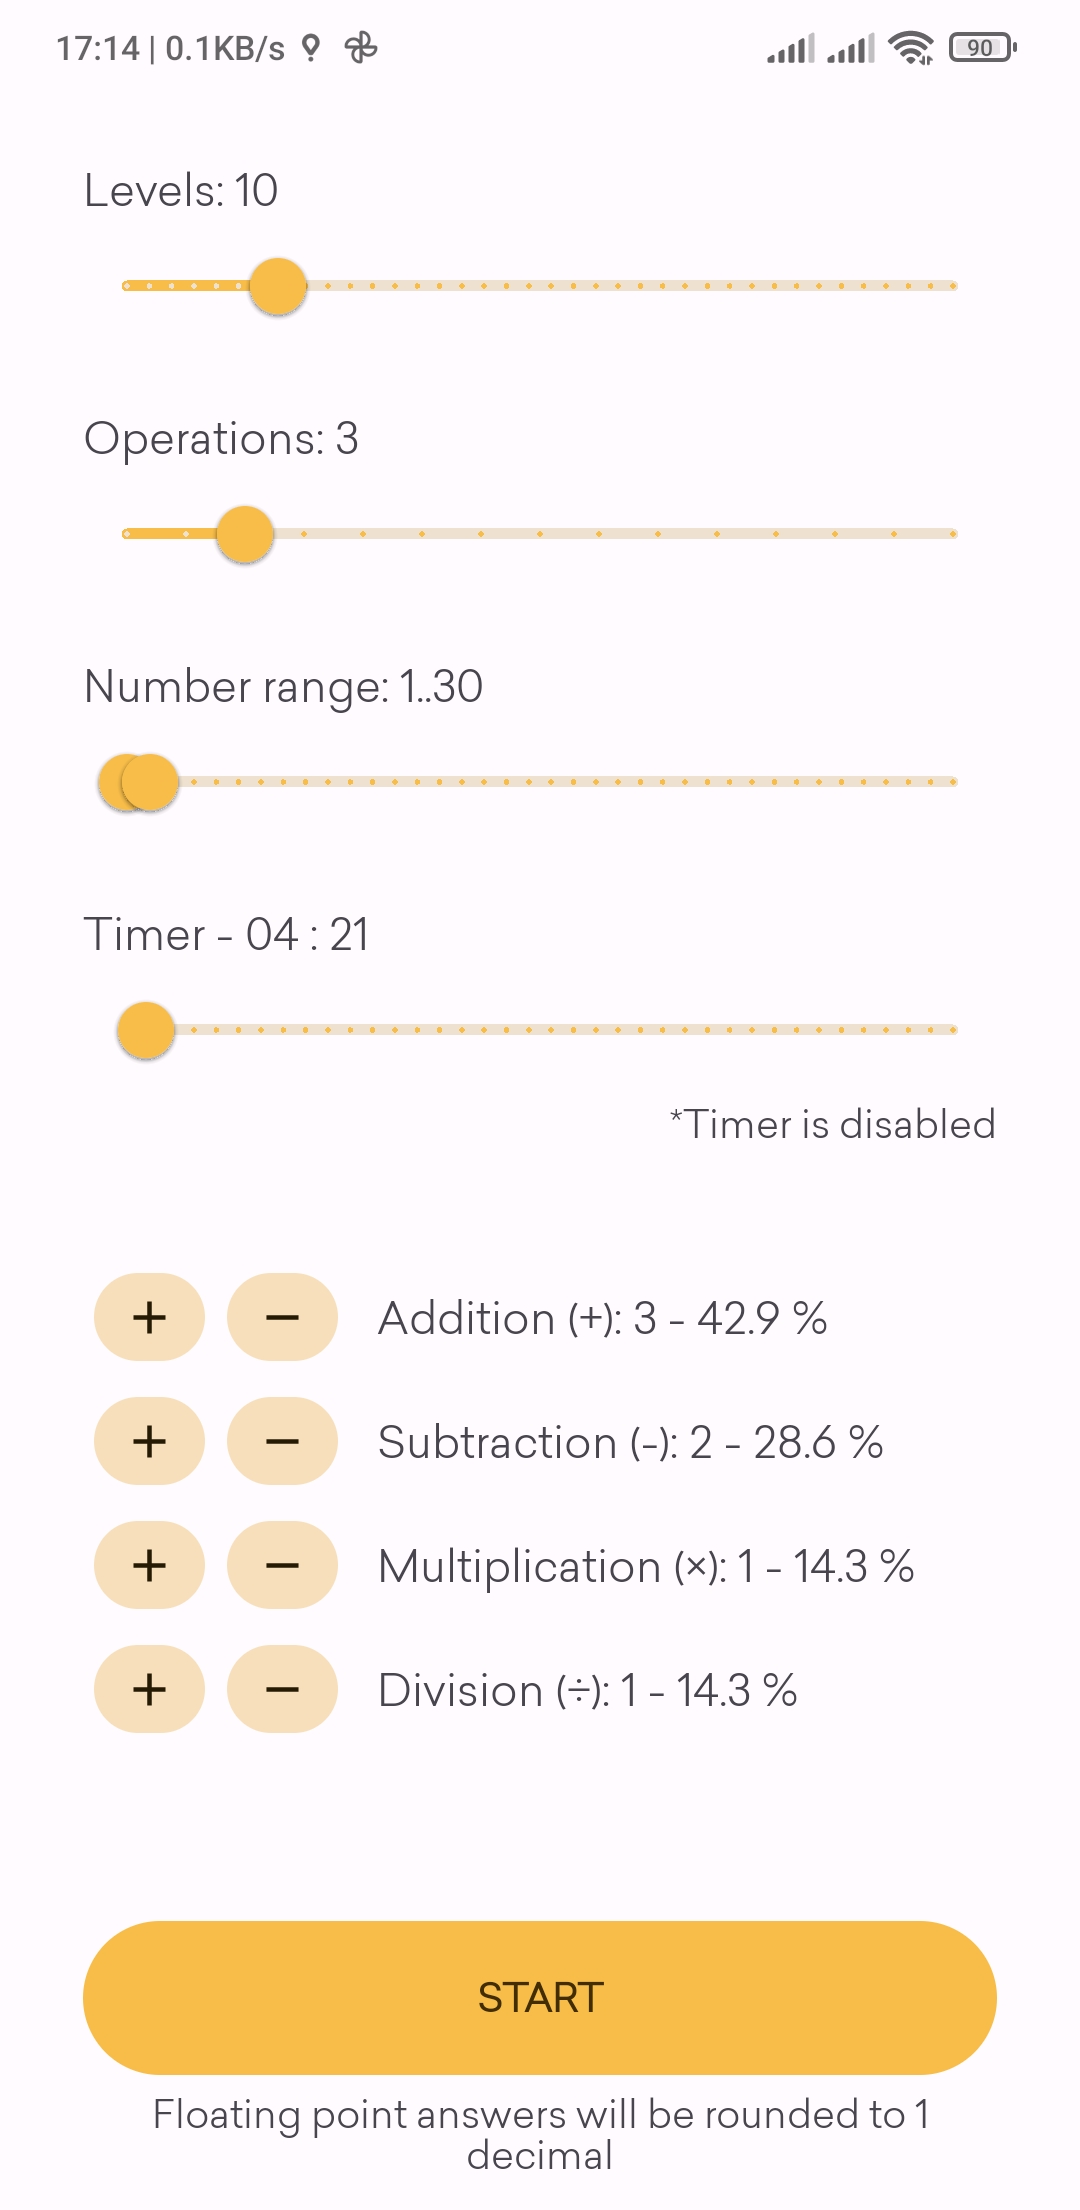 17:14 | 0.1KB/s
90
Levels: 10
Operations: 3
Number range: 1..30
Timer - 04 : 21
*Timer is disabled
+ − Addition (+): 3 - 42.9 %
+ − Subtraction (-): 2 - 28.6 %
+ − Multiplication (×): 1 - 14.3 %
+ − Division (÷): 1 - 14.3 %
START
Floating point answers will be rounded to 1
decimal